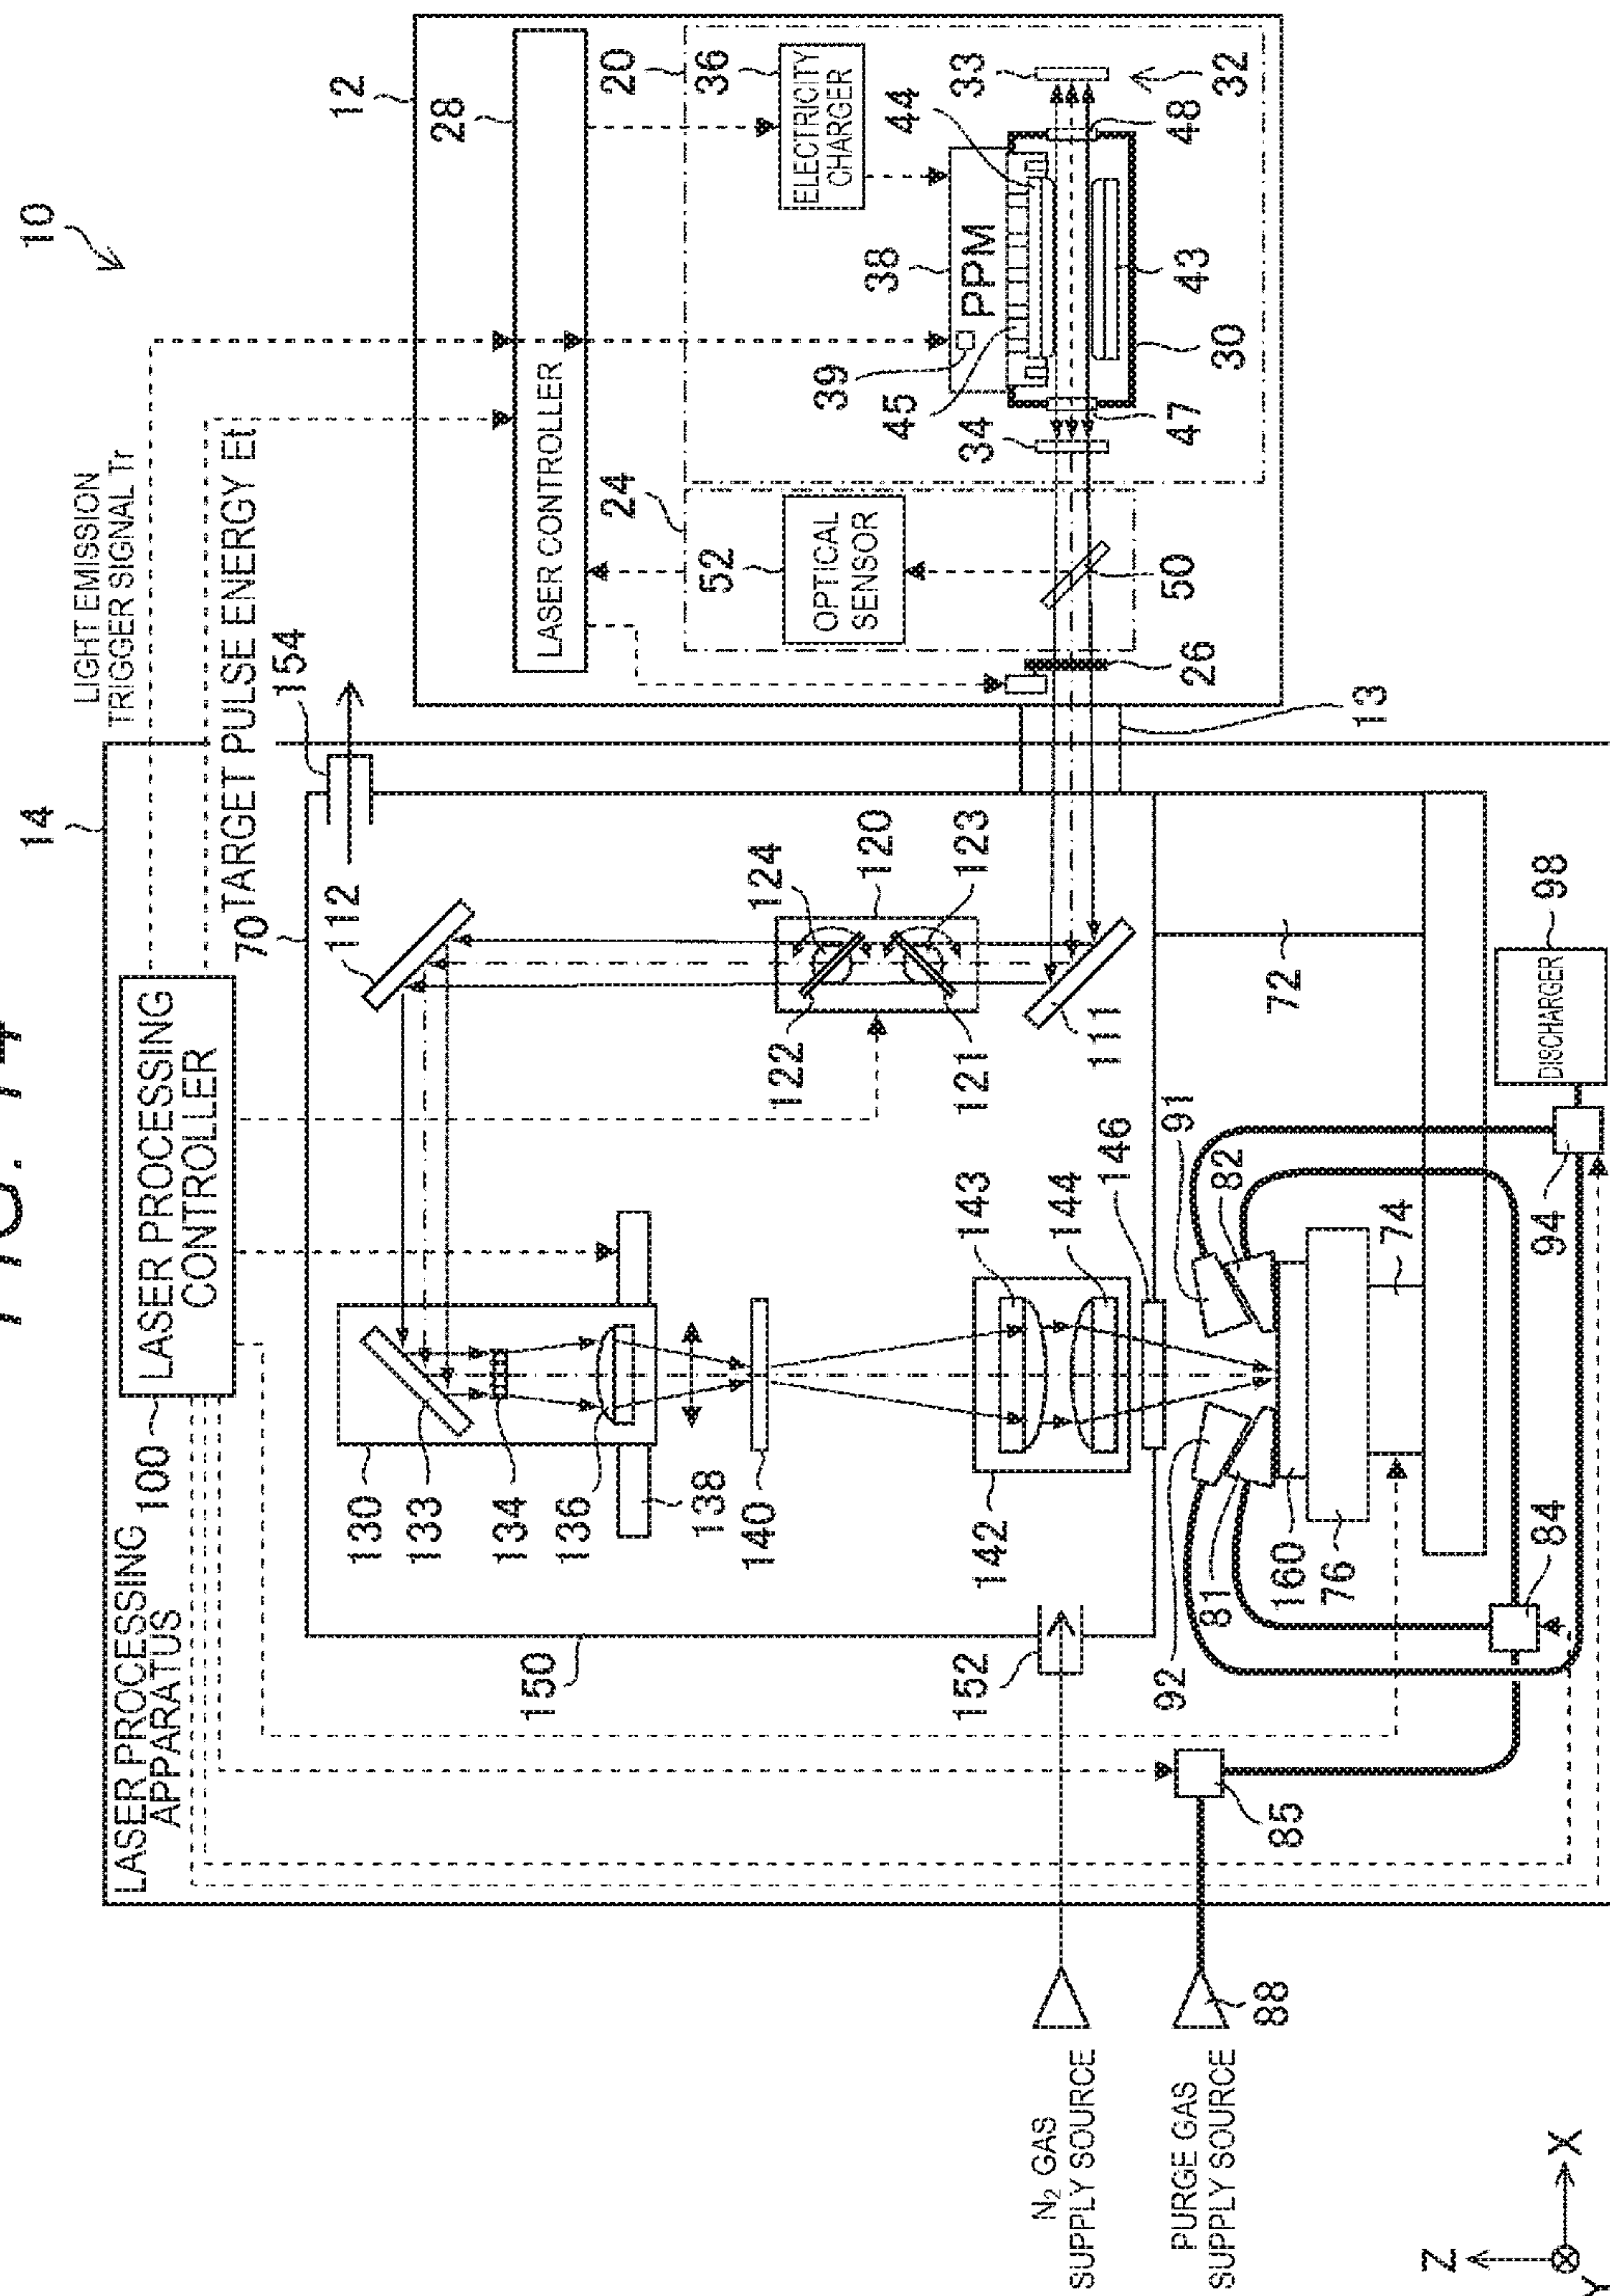 FIG. 14
10
LIGHT EMISSION
TRIGGER SIGNAL Tr
TARGET PULSE ENERGY Et
14
LASER PROCESSING
APPARATUS
100
LASER PROCESSING
CONTROLLER
70
154
12
28
LASER CONTROLLER
112
20
24
36
ELECTRICITY
CHARGER
130
133
134
136
138
140
150
124
120
122
123
121
111
52
OPTICAL
SENSOR
38
39
PPM
45
44
33
34
47
48
32
30
43
50
26
13
142
143
144
146
152
N₂ GAS
SUPPLY SOURCE
PURGE GAS
SUPPLY SOURCE
88
85
92
81
160
76
91
82
74
72
84
94
98
DISCHARGER
Z
X
Y